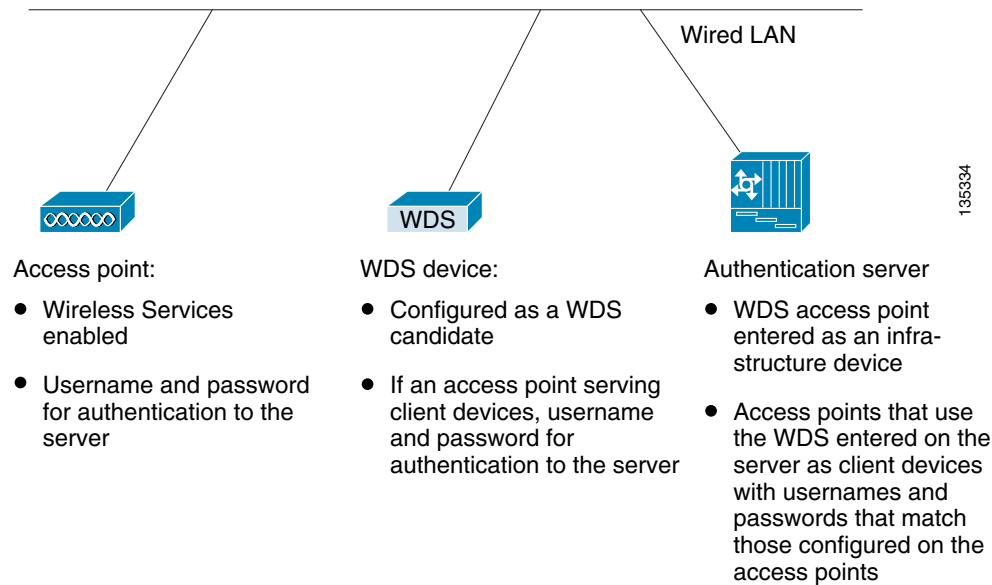 Wired LAN
135334
WDS
Access point:
● Wireless Services
enabled
● Username and password
for authentication to the
server
WDS device:
● Configured as a WDS
candidate
● If an access point serving
client devices, username
and password for
authentication to the server
Authentication server
● WDS access point
entered as an infra-
structure device
● Access points that use
the WDS entered on the
server as client devices
with usernames and
passwords that match
those configured on the
access points